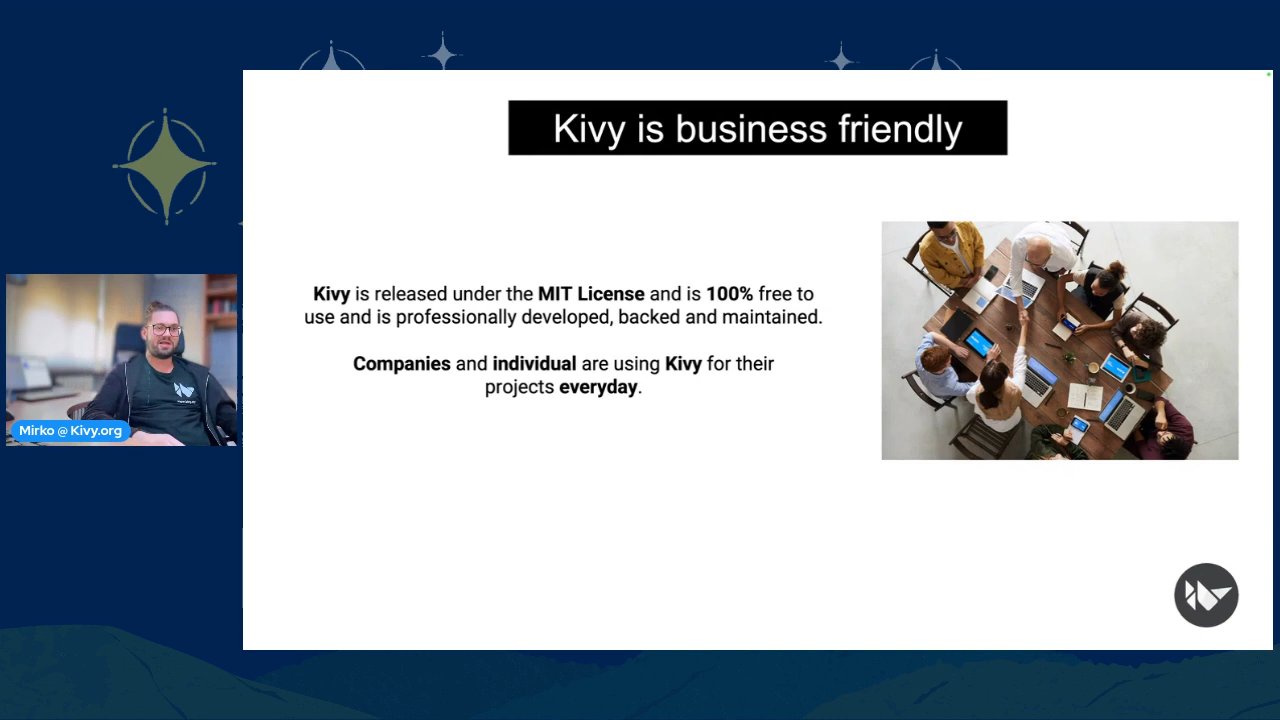 Kivy is business friendly
Kivy is released under the MIT License and is 100% free to
use and is professionally developed, backed and maintained.
Companies and individual are using Kivy for their
projects everyday.
Mirko @ Kivy.org